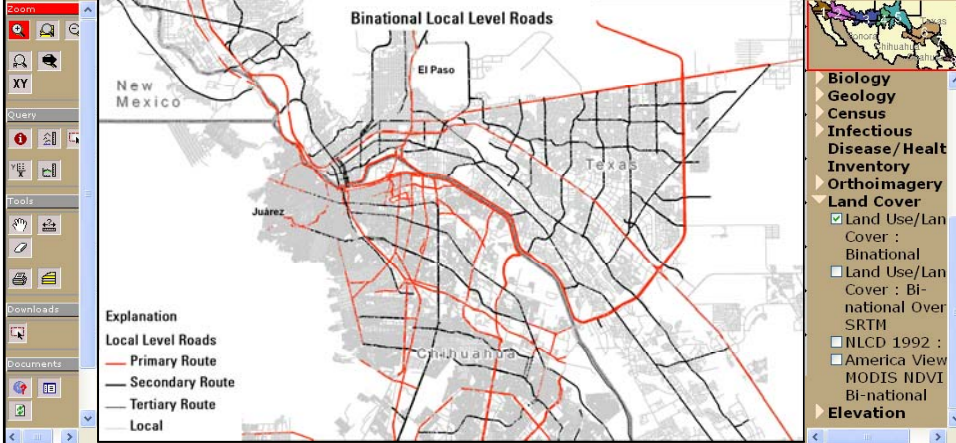 Zoom
XY
Query
Tools
Downloads
Documents
Binational Local Level Roads
El Paso
New
Mexico
Texas
Juárez
Chihuahua
Explanation
Local Level Roads
Primary Route
Secondary Route
Tertiary Route
Local
Texas
Sonora
Chihuahua
Biology
Geology
Census
Infectious
Disease/Healt
Inventory
Orthoimagery
Land Cover
Land Use/Lan
Cover :
Binational
Land Use/Lan
Cover : Bi-
national Over
SRTM
NLCD 1992 :
America View
MODIS NDVI
Bi-national
Elevation